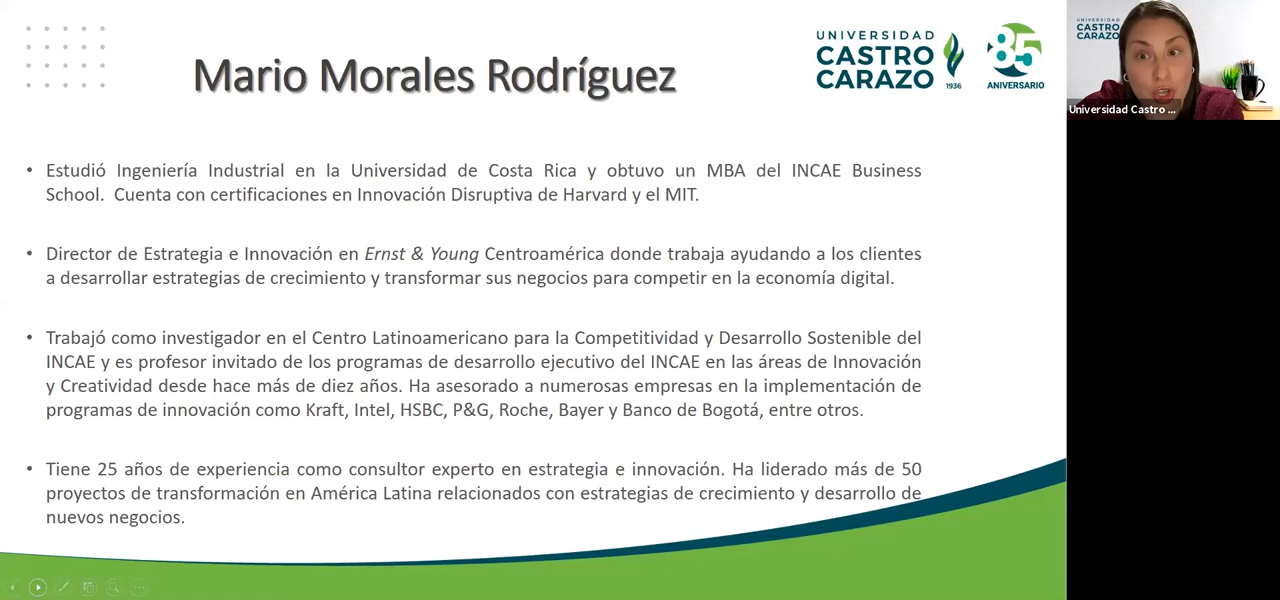 Mario Morales Rodríguez
UNIVERSIDAD
CASTRO
CARAZO
1936
85
ANIVERSARIO
• Estudió Ingeniería Industrial en la Universidad de Costa Rica y obtuvo un MBA del INCAE Business
School. Cuenta con certificaciones en Innovación Disruptiva de Harvard y el MIT.
• Director de Estrategia e Innovación en Ernst & Young Centroamérica donde trabaja ayudando a los clientes
a desarrollar estrategias de crecimiento y transformar sus negocios para competir en la economía digital.
• Trabajó como investigador en el Centro Latinoamericano para la Competitividad y Desarrollo Sostenible del
INCAE y es profesor invitado de los programas de desarrollo ejecutivo del INCAE en las áreas de Innovación
y Creatividad desde hace más de diez años. Ha asesorado a numerosas empresas en la implementación de
programas de innovación como Kraft, Intel, HSBC, P&G, Roche, Bayer y Banco de Bogotá, entre otros.
• Tiene 25 años de experiencia como consultor experto en estrategia e innovación. Ha liderado más de 50
proyectos de transformación en América Latina relacionados con estrategias de crecimiento y desarrollo de
nuevos negocios.
UNIVERSIDAD
CASTRO
CARAZO
Universidad Castro ...